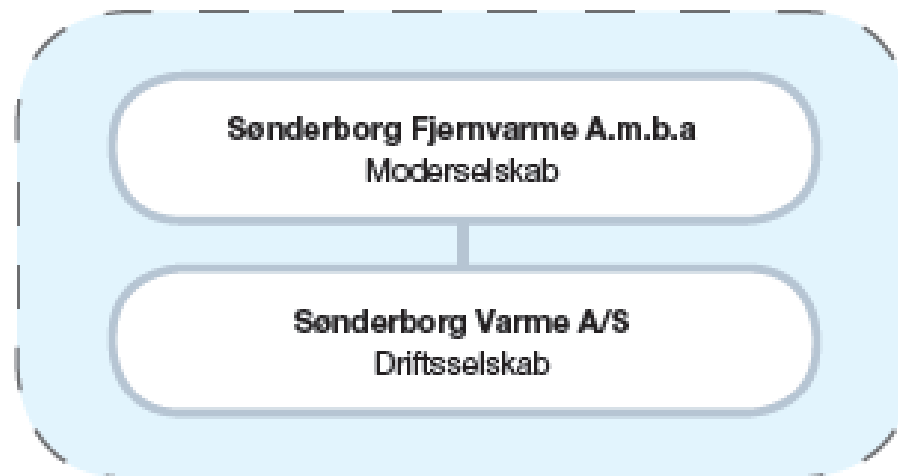 Sønderborg Fjernvarme A.m.b.a
Moderselskab
Sønderborg Varme A/S
Driftsselskab